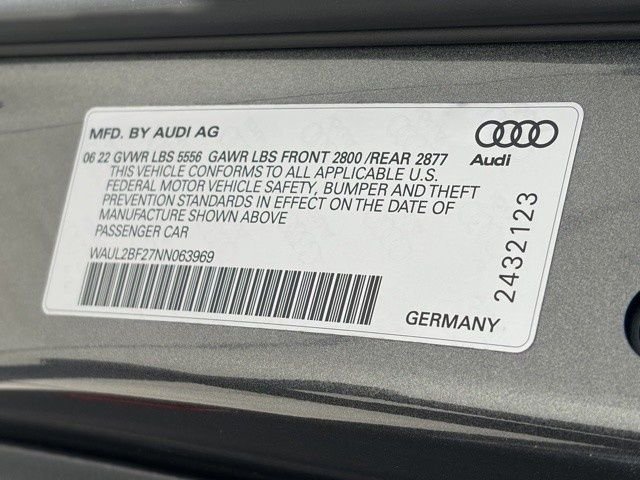 MFD. BY AUDI AG
06 22 GVWR LBS 5556 GAWR LBS FRONT 2800 /REAR 2877
THIS VEHICLE CONFORMS TO ALL APPLICABLE U.S.
FEDERAL MOTOR VEHICLE SAFETY, BUMPER AND THEFT
PREVENTION STANDARDS IN EFFECT ON THE DATE OF
MANUFACTURE SHOWN ABOVE
PASSENGER CAR
WAUL2BF27NN063969
GERMANY
Audi
2432123